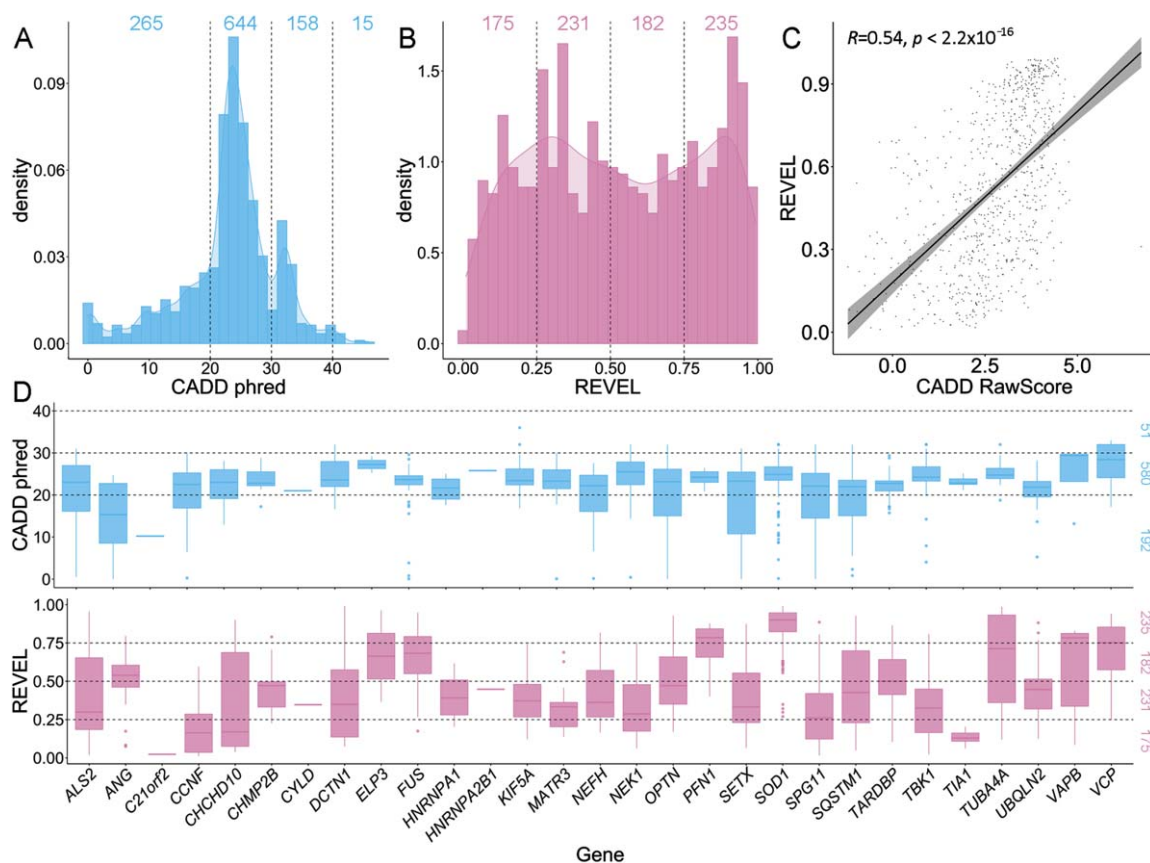 A
265 644 158 15
density
0.09
0.06
0.03
0.00
0 10 20 30 40
CADD phred
B
175 231 182 235
density
1.5
1.0
0.5
0.0
0.00 0.25 0.50 0.75 1.00
REVEL
C
R=0.54, p < 2.2x10⁻¹⁶
REVEL
0.9
0.6
0.3
0.0
0.0 2.5 5.0
CADD RawScore
D
CADD phred
40
30
20
10
0
51
580
192
REVEL
1.00
0.75
0.50
0.25
0.00
235
182
231
175
ALS2 ANG C21orf2 CCNF CHCHD10 CHMP2B CYLD DCTN1 ELP3 FUS HNRNPA1 HNRNPA2B1 KIF5A MATR3 NEFH NEK1 OPTN PFN1 SETX SOD1 SPG11 SQSTM1 TARDBP TBK1 TIA1 TUBA4A UBQLN2 VAPB VCP
Gene